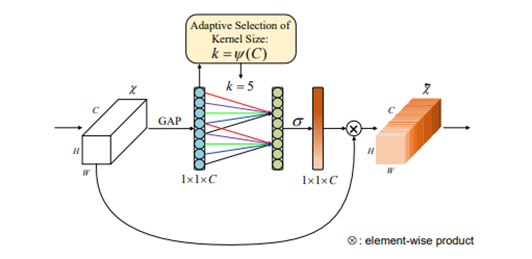 Adaptive Selection of
Kernel Size:
k = ψ(C)
k = 5
χ
C
H
W
GAP
1×1×C
σ
1×1×C
⊗
χ̃
C
H
W
⊗: element-wise product